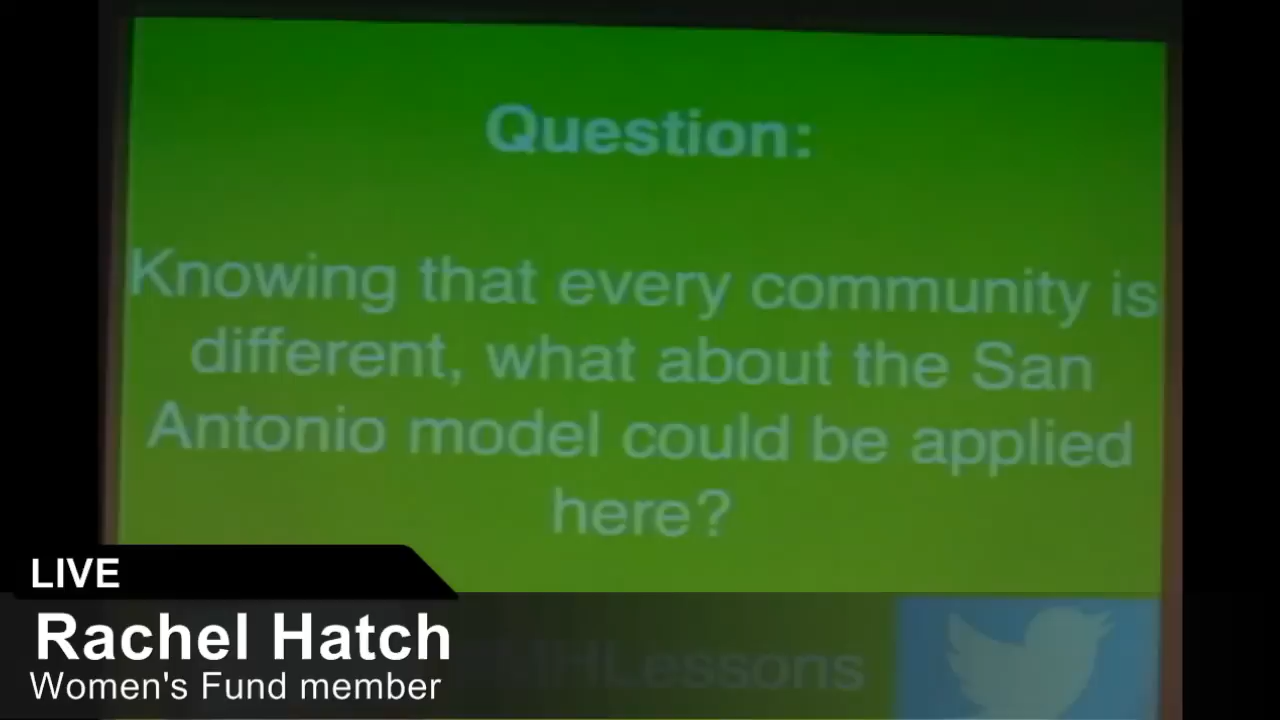 Question:
Knowing that every community is
different, what about the San
Antonio model could be applied
here?
LIVE
Rachel Hatch
Women's Fund member
MHLessons